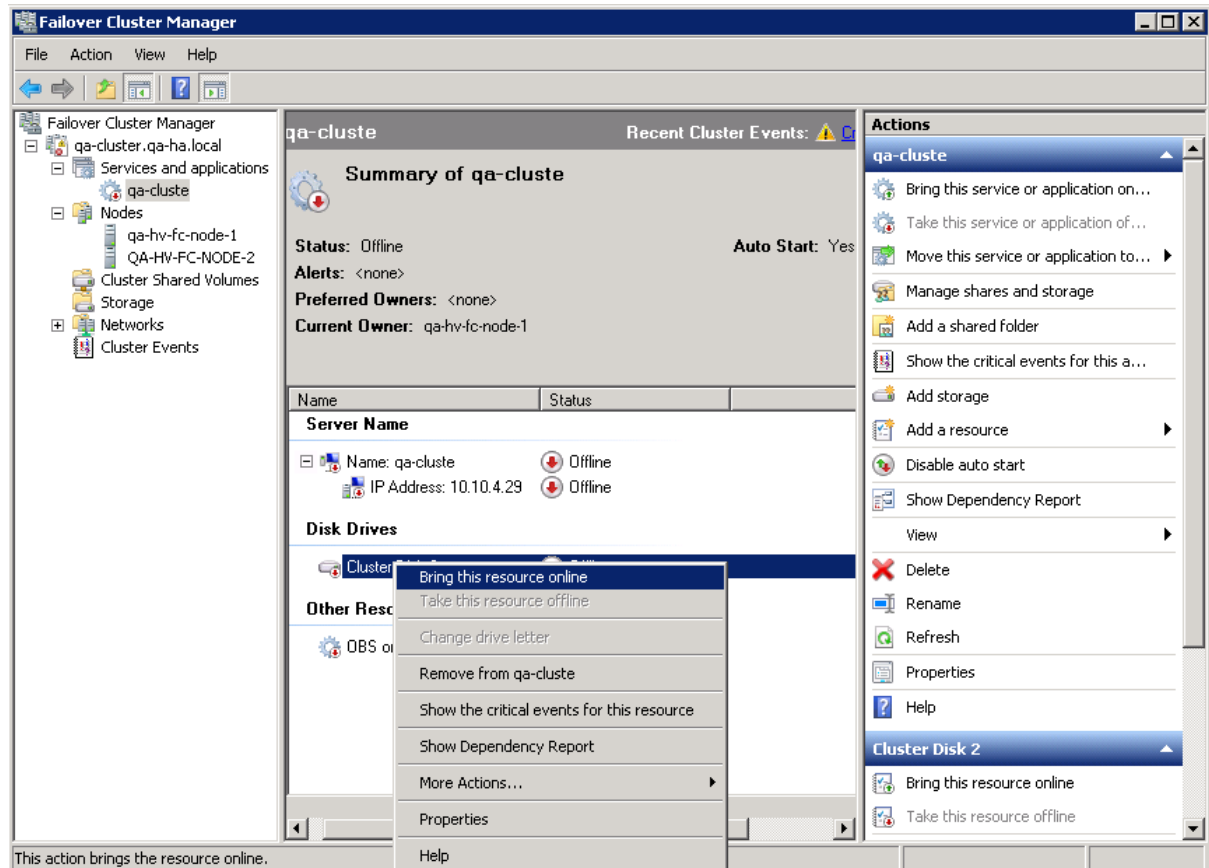 Failover Cluster Manager
File Action View Help
Failover Cluster Manager
qa-cluster.qa-ha.local
Services and applications
qa-cluste
Nodes
qa-hv-fc-node-1
QA-HV-FC-NODE-2
Cluster Shared Volumes
Storage
Networks
Cluster Events
qa-cluste Recent Cluster Events:
Summary of qa-cluste
Status: Offline Auto Start: Yes
Alerts: <none>
Preferred Owners: <none>
Current Owner: qa-hv-fc-node-1
Name Status
Server Name
Name: qa-cluste Offline
IP Address: 10.10.4.29 Offline
Disk Drives
Cluster
Other Reso
OBS
Bring this resource online
Take this resource offline
Change drive letter
Remove from qa-cluste
Show the critical events for this resource
Show Dependency Report
More Actions...
Properties
Help
Actions
qa-cluste
Bring this service or application on...
Take this service or application of...
Move this service or application to...
Manage shares and storage
Add a shared folder
Show the critical events for this a...
Add storage
Add a resource
Disable auto start
Show Dependency Report
View
Delete
Rename
Refresh
Properties
Help
Cluster Disk 2
Bring this resource online
Take this resource offline
This action brings the resource online.